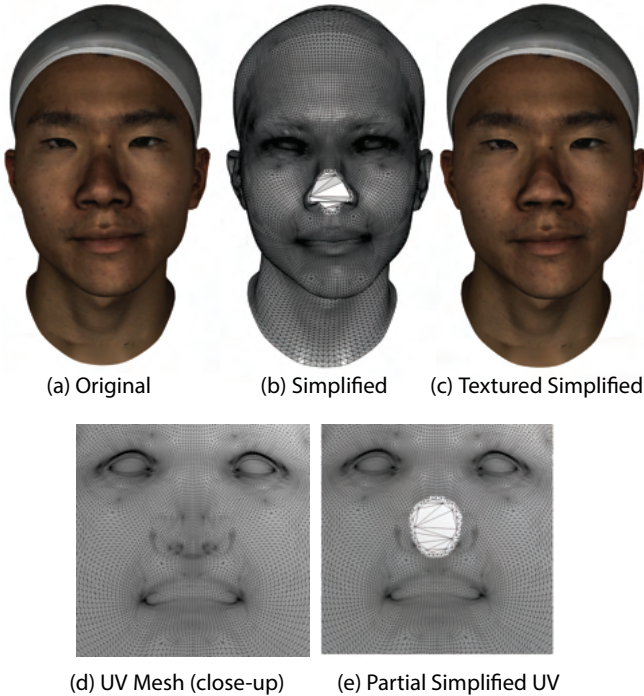 (a) Original
(b) Simplified
(c) Textured Simplified
(d) UV Mesh (close-up)
(e) Partial Simplified UV